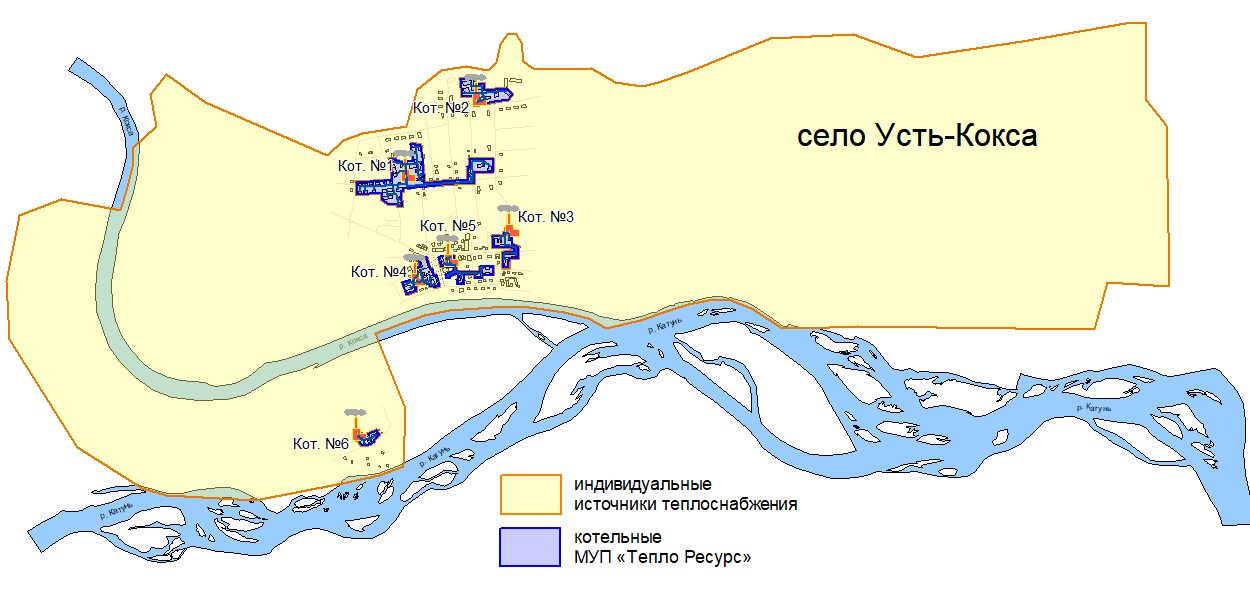 р. Кокса
Кот. №2
село Усть-Кокса
Кот. №1
Кот. №3
Кот. №5
Кот. №4
р. Катунь
р. Кокса
р. Катунь
Кот. №6
р. Катунь
р. Катунь
индивидуальные
источники теплоснабжения
котельные
МУП «Тепло Ресурс»